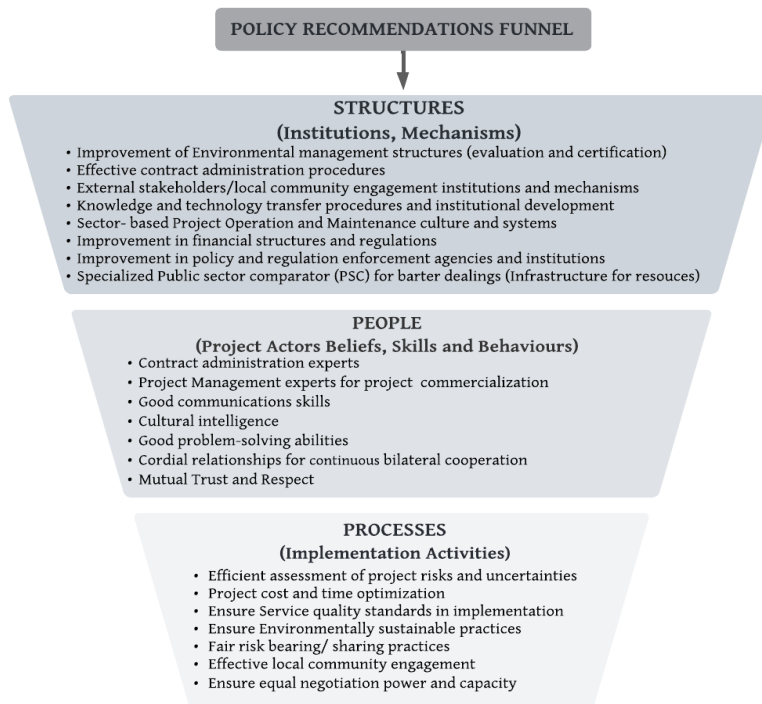 POLICY RECOMMENDATIONS FUNNEL
STRUCTURES
(Institutions, Mechanisms)
• Improvement of Environmental management structures (evaluation and certification)
• Effective contract administration procedures
• External stakeholders/local community engagement institutions and mechanisms
• Knowledge and technology transfer procedures and institutional development
• Sector- based Project Operation and Maintenance culture and systems
• Improvement in financial structures and regulations
• Improvement in policy and regulation enforcement agencies and institutions
• Specialized Public sector comparator (PSC) for barter dealings (Infrastructure for resouces)
PEOPLE
(Project Actors Beliefs, Skills and Behaviours)
• Contract administration experts
• Project Management experts for project commercialization
• Good communications skills
• Cultural intelligence
• Good problem-solving abilities
• Cordial relationships for continuous bilateral cooperation
• Mutual Trust and Respect
PROCESSES
(Implementation Activities)
• Efficient assessment of project risks and uncertainties
• Project cost and time optimization
• Ensure Service quality standards in implementation
• Ensure Environmentally sustainable practices
• Fair risk bearing/ sharing practices
• Effective local community engagement
• Ensure equal negotiation power and capacity